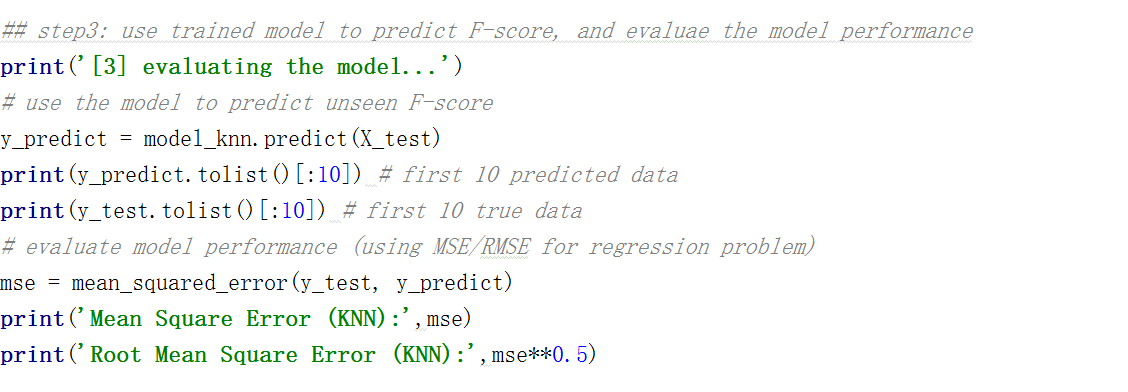 ## step3: use trained model to predict F-score, and evaluae the model performance
print('[3] evaluating the model...')
# use the model to predict unseen F-score
y_predict = model_knn.predict(X_test)
print(y_predict.tolist()[:10]) # first 10 predicted data
print(y_test.tolist()[:10]) # first 10 true data
# evaluate model performance (using MSE/RMSE for regression problem)
mse = mean_squared_error(y_test, y_predict)
print('Mean Square Error (KNN):',mse)
print('Root Mean Square Error (KNN):',mse**0.5)